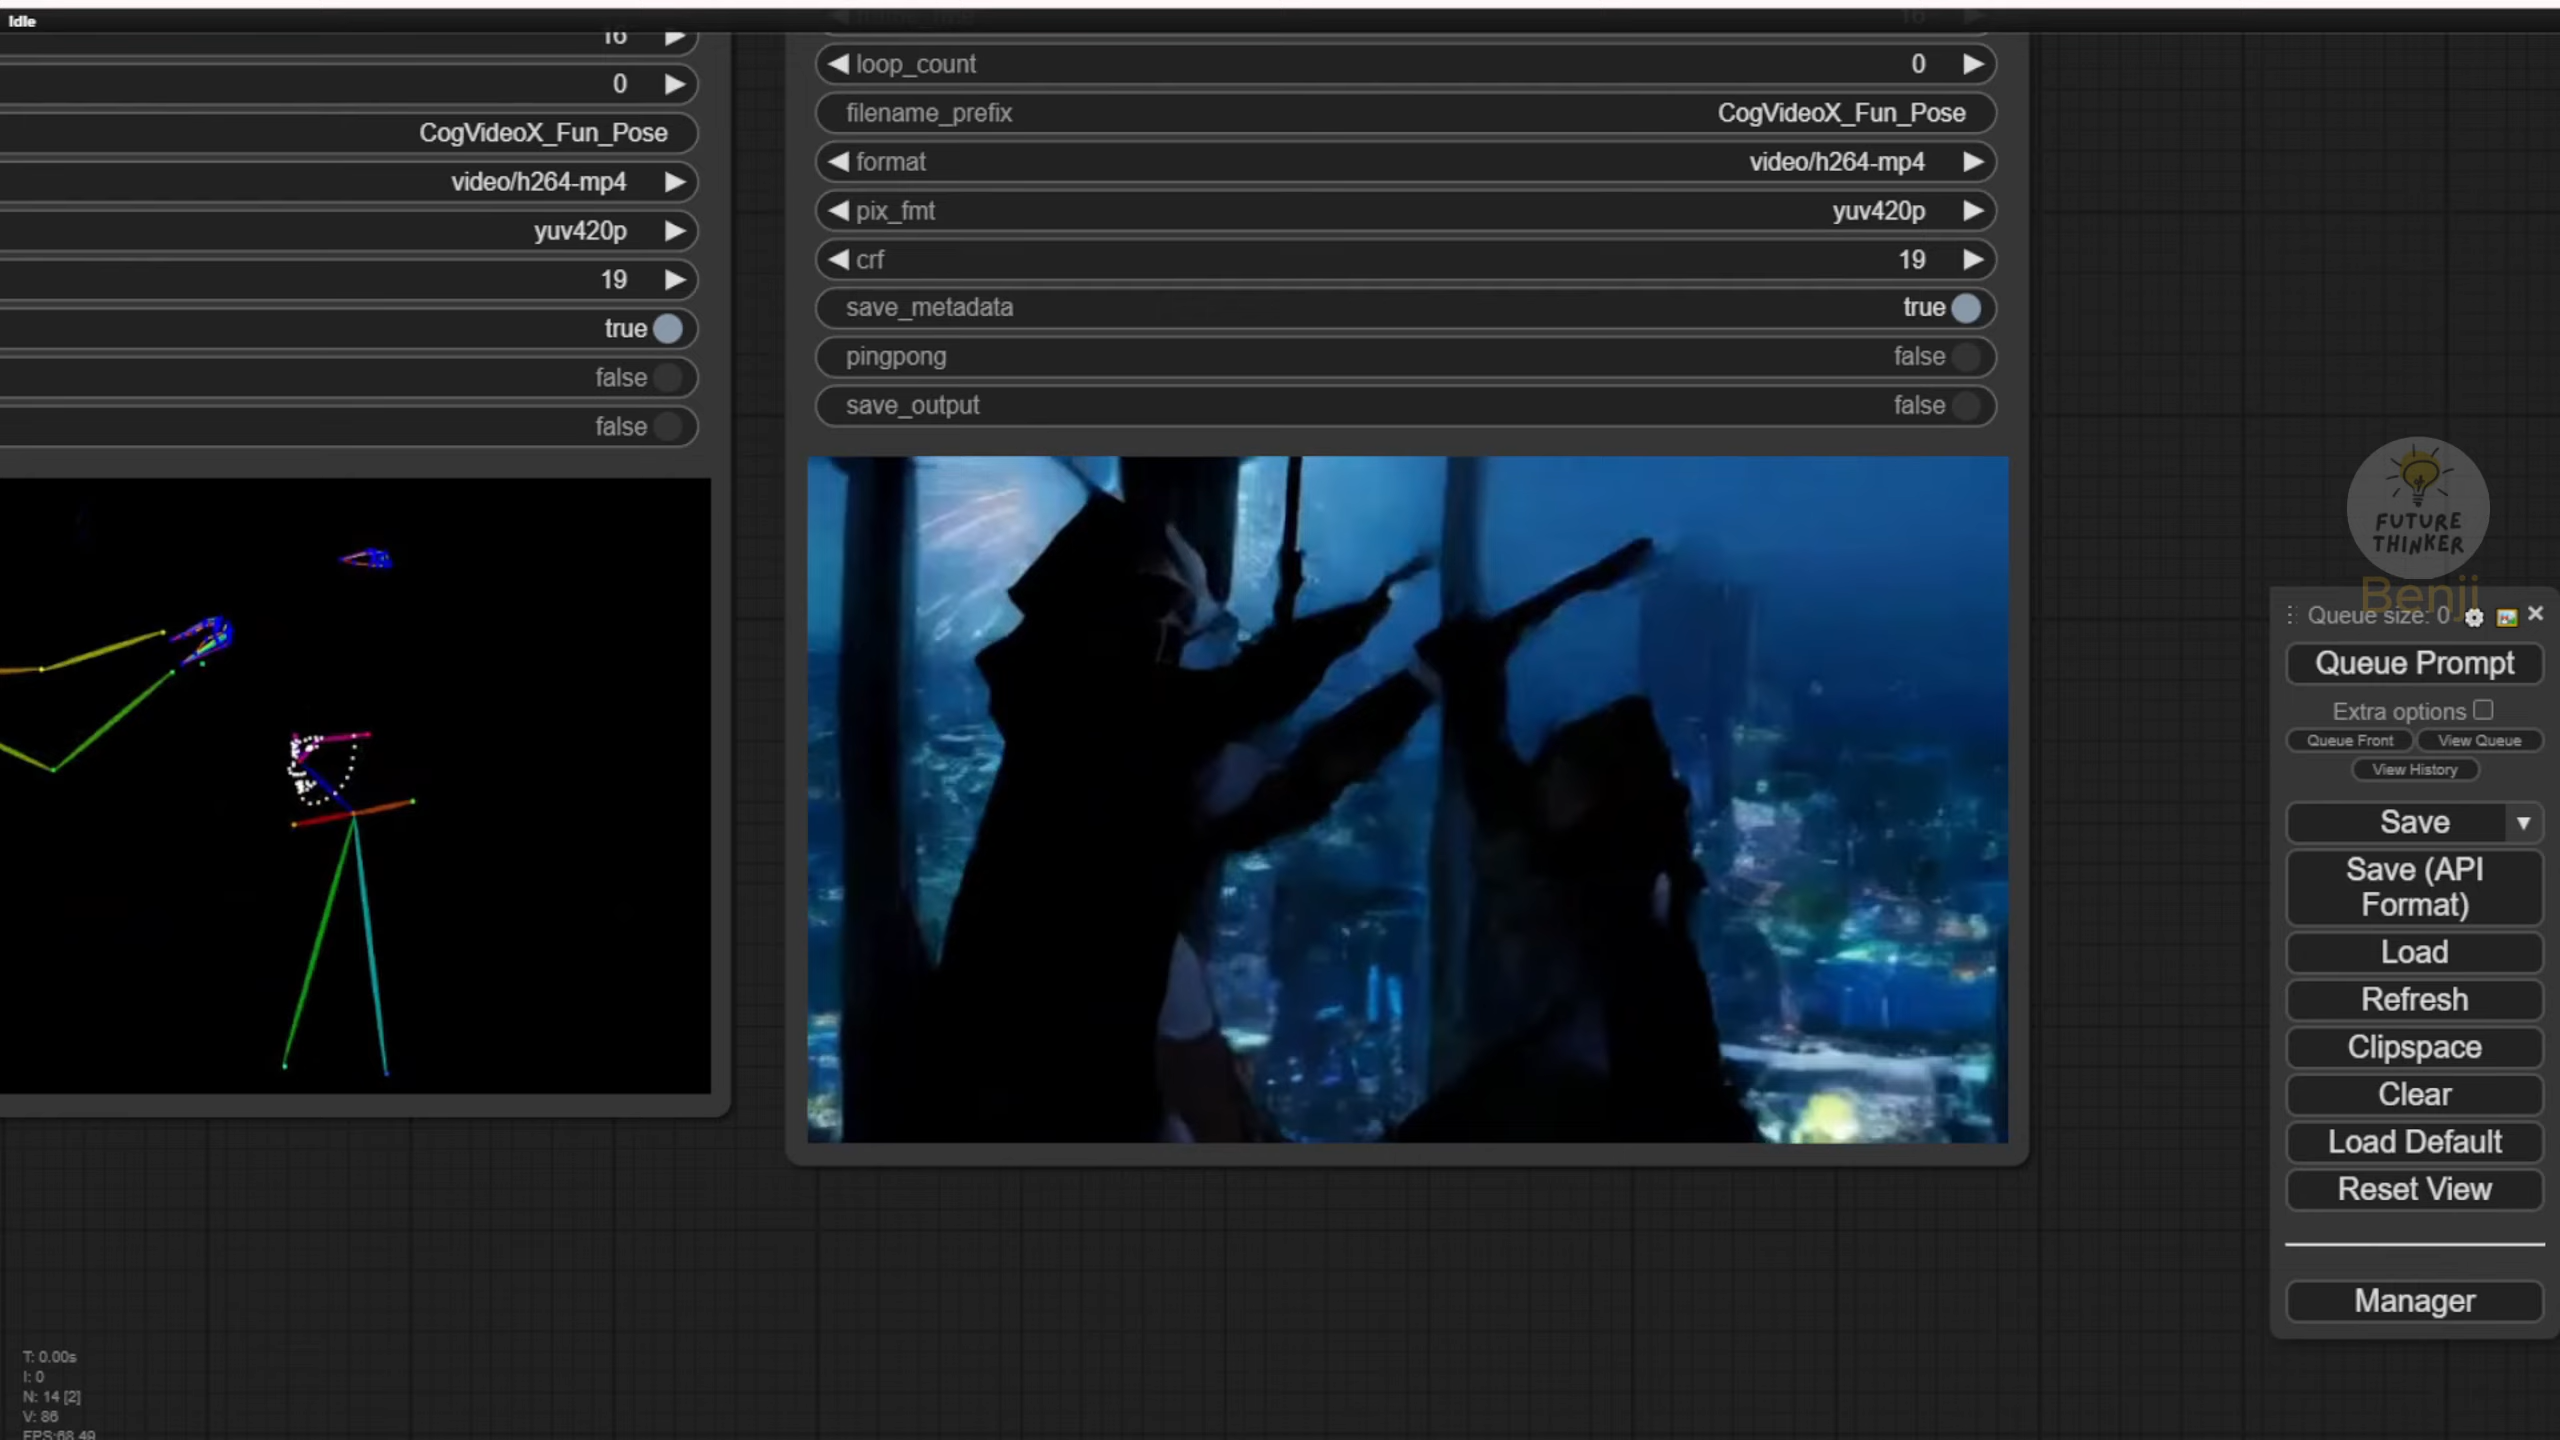 Idle
16
0
CogVideoX_Fun_Pose
video/h264-mp4
yuv420p
19
true
false
false
loop_count 0
filename_prefix CogVideoX_Fun_Pose
format video/h264-mp4
pix_fmt yuv420p
crf 19
save_metadata true
pingpong false
save_output false
FUTURE
THINKER
Benji
Queue size: 0
Queue Prompt
Extra options
Queue Front View Queue
View History
Save
Save (API
Format)
Load
Refresh
Clipspace
Clear
Load Default
Reset View
Manager
T: 0.00s
I: 0
N: 14 [2]
V: 86
FPS:68.49